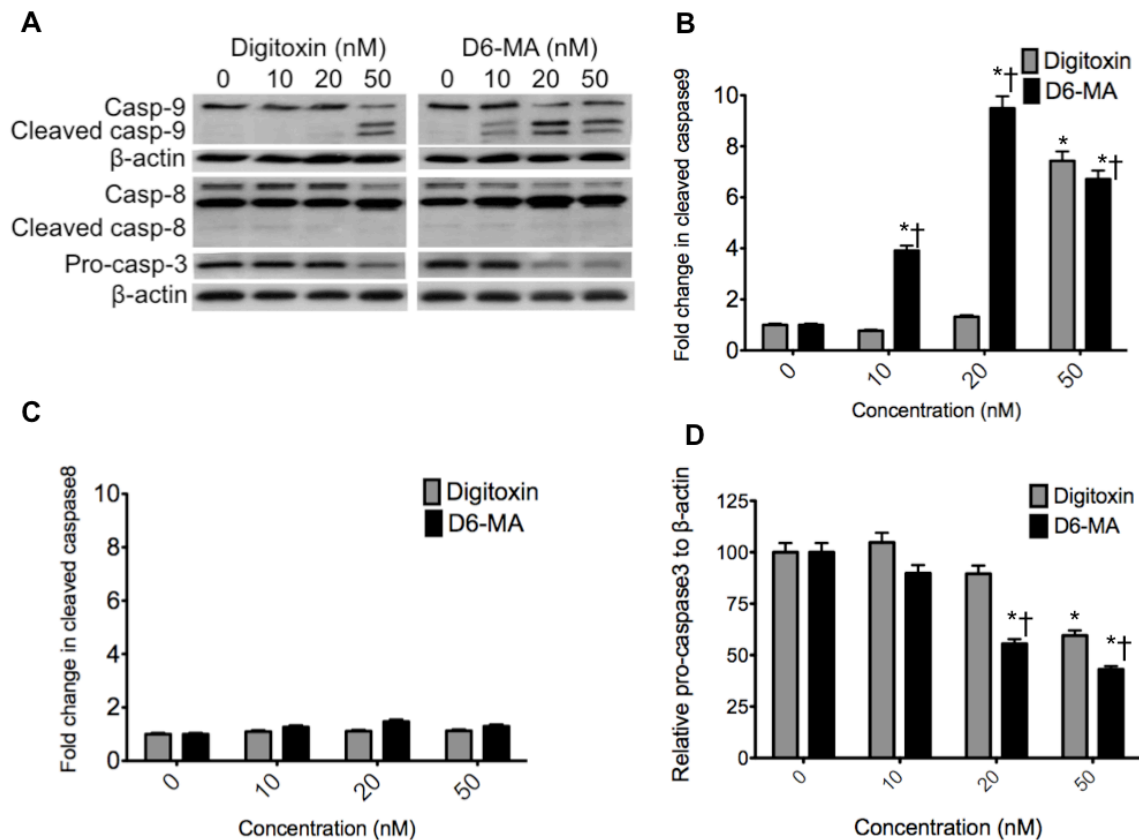 A
Digitoxin (nM) D6-MA (nM)
0 10 20 50 0 10 20 50
Casp-9
Cleaved casp-9
β-actin
Casp-8
Cleaved casp-8
Pro-casp-3
β-actin
B
Fold change in cleaved caspase9
10
8
6
4
2
0
*† *† * *†
Digitoxin
D6-MA
0 10 20 50
Concentration (nM)
C
Fold change in cleaved caspase8
10
8
6
4
2
0
Digitoxin
D6-MA
0 10 20 50
Concentration (nM)
D
Relative pro-caspase3 to β-actin
125
100
75
50
25
0
Digitoxin
D6-MA
*† * *†
0 10 20 50
Concentration (nM)